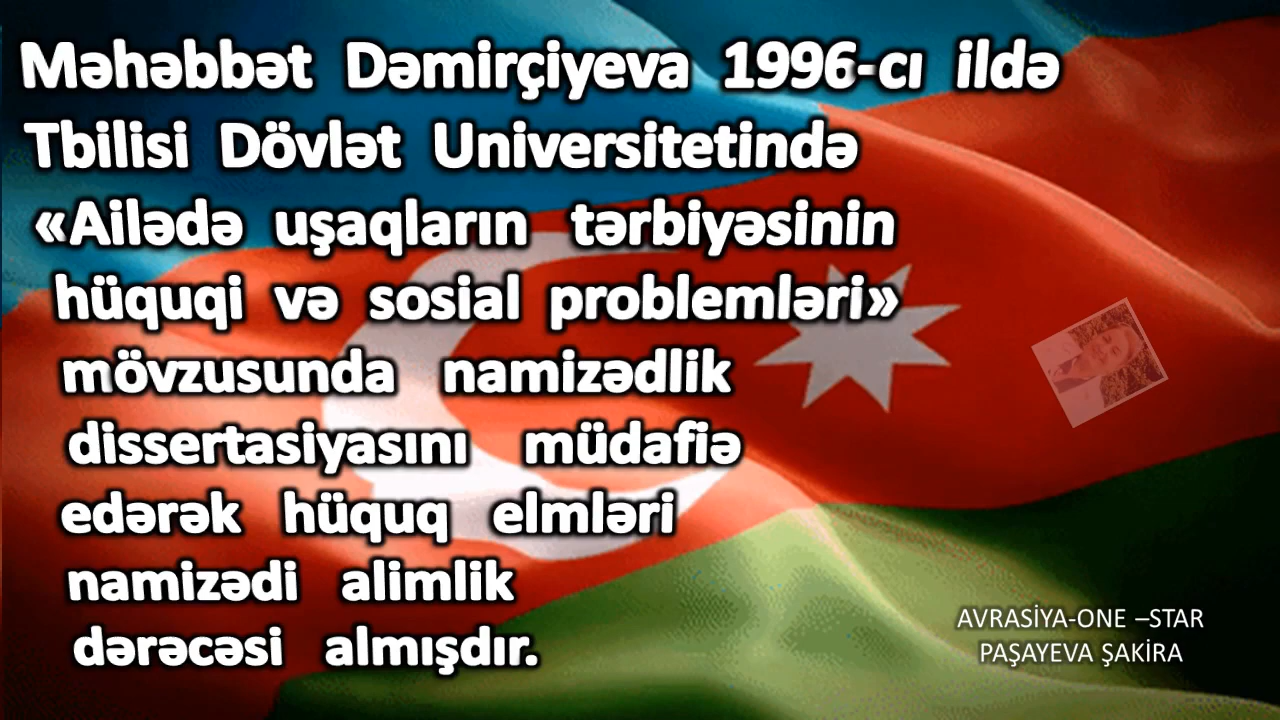 Məhəbbət Dəmirçiyeva 1996-cı ildə
Tbilisi Dövlət Universitetində
«Ailədə uşaqların tərbiyəsinin
hüquqi və sosial problemləri»
mövzusunda namizədlik
dissertasiyasını müdafiə
edərək hüquq elmləri
namizədi alimlik
dərəcəsi almışdır.
AVRASİYA-ONE –STAR
PAŞAYEVA ŞAKİRA